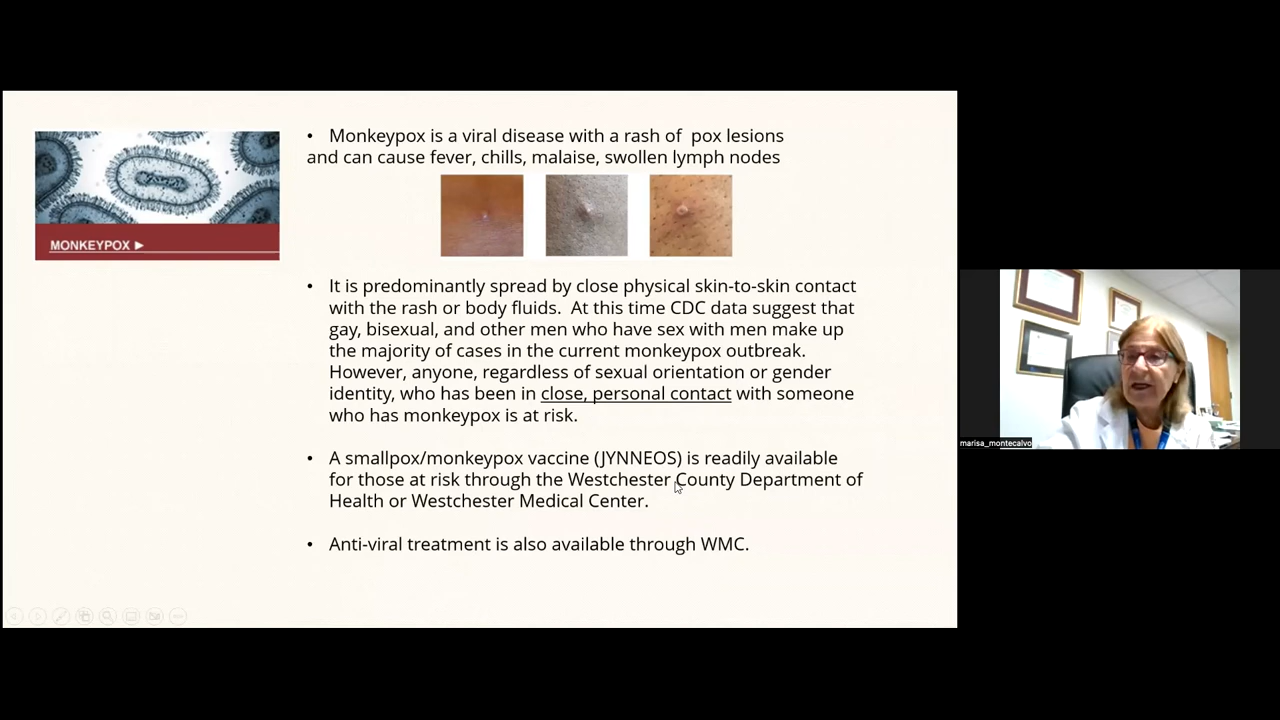 MONKEYPOX
• Monkeypox is a viral disease with a rash of  pox lesions
and can cause fever, chills, malaise, swollen lymph nodes
• It is predominantly spread by close physical skin-to-skin contact
with the rash or body fluids.  At this time CDC data suggest that
gay, bisexual, and other men who have sex with men make up
the majority of cases in the current monkeypox outbreak.
However, anyone, regardless of sexual orientation or gender
identity, who has been in close, personal contact with someone
who has monkeypox is at risk.
• A smallpox/monkeypox vaccine (JYNNEOS) is readily available
for those at risk through the Westchester County Department of
Health or Westchester Medical Center.
• Anti-viral treatment is also available through WMC.
marisa_montecalvo